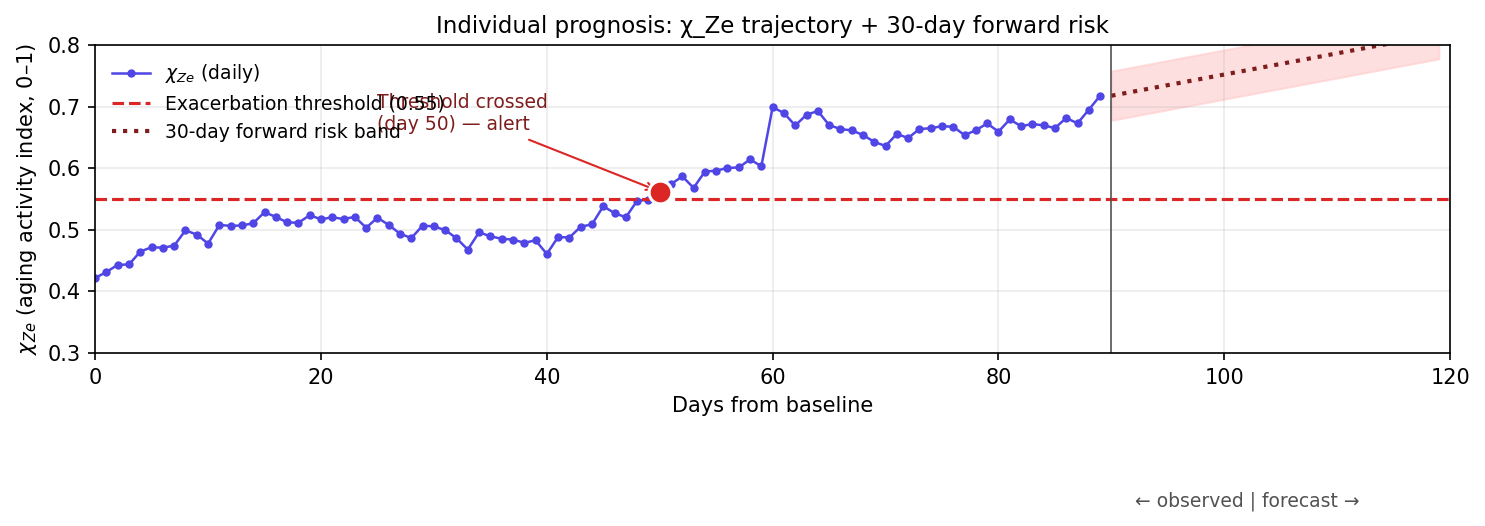 Individual prognosis: χ_Ze trajectory + 30-day forward risk
χZe (aging activity index, 0–1)
0.8
0.7
0.6
0.5
0.4
0.3
χZe (daily)
Exacerbation threshold (0.55)
30-day forward risk band
Threshold crossed
(day 50) — alert
0 20 40 60 80 100 120
Days from baseline
← observed | forecast →